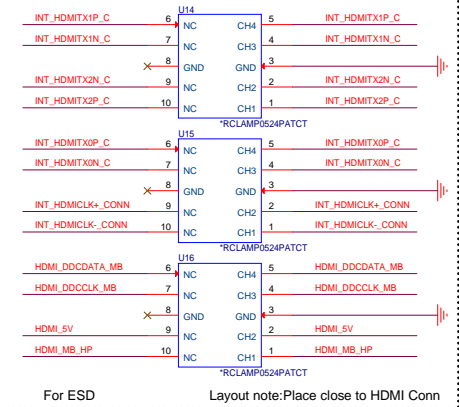 U14
INT_HDMITX1P_C 6 NC CH4 5 INT_HDMITX1P_C
INT_HDMITX1N_C 7 NC CH3 4 INT_HDMITX1N_C
8 GND GND 3
INT_HDMITX2N_C 9 NC CH2 2 INT_HDMITX2N_C
INT_HDMITX2P_C 10 NC CH1 1 INT_HDMITX2P_C
*RCLAMP0524PATCT
U15
INT_HDMITX0P_C 6 NC CH4 5 INT_HDMITX0P_C
INT_HDMITX0N_C 7 NC CH3 4 INT_HDMITX0N_C
8 GND GND 3
INT_HDMICLK+_CONN 9 NC CH2 2 INT_HDMICLK+_CONN
INT_HDMICLK-_CONN 10 NC CH1 1 INT_HDMICLK-_CONN
*RCLAMP0524PATCT
U16
HDMI_DDCDATA_MB 6 NC CH4 5 HDMI_DDCDATA_MB
HDMI_DDCCLK_MB 7 NC CH3 4 HDMI_DDCCLK_MB
8 GND GND 3
HDMI_5V 9 NC CH2 2 HDMI_5V
HDMI_MB_HP 10 NC CH1 1 HDMI_MB_HP
*RCLAMP0524PATCT
For ESD Layout note:Place close to HDMI Conn